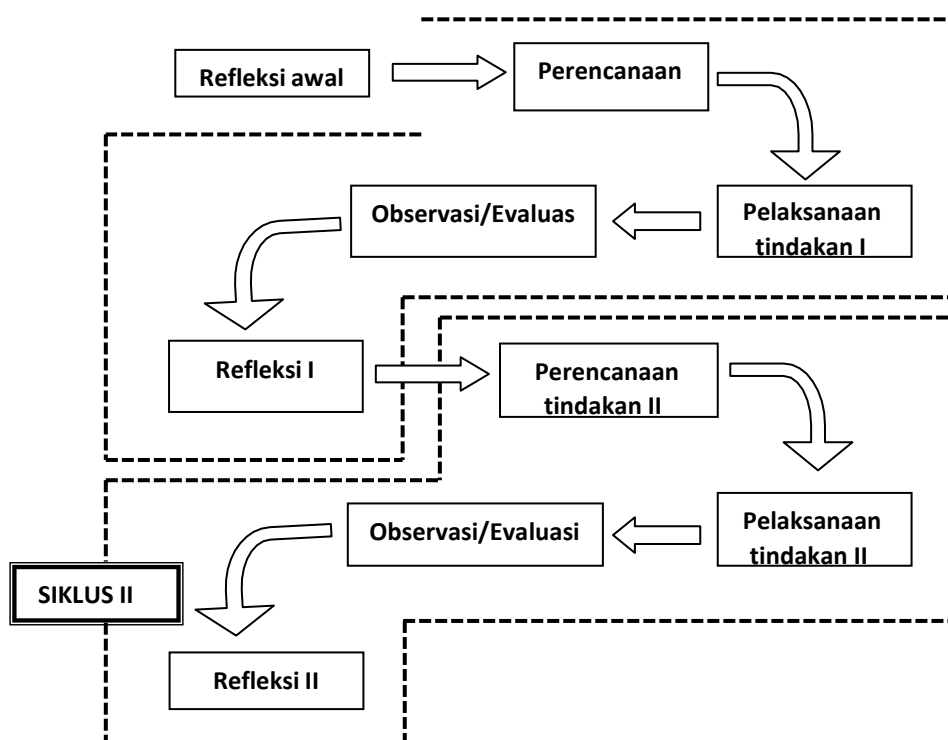 Refleksi awal
Perencanaan
Pelaksanaan
tindakan I
Observasi/Evaluas
Refleksi I
Perencanaan
tindakan II
Pelaksanaan
tindakan II
Observasi/Evaluasi
SIKLUS II
Refleksi II